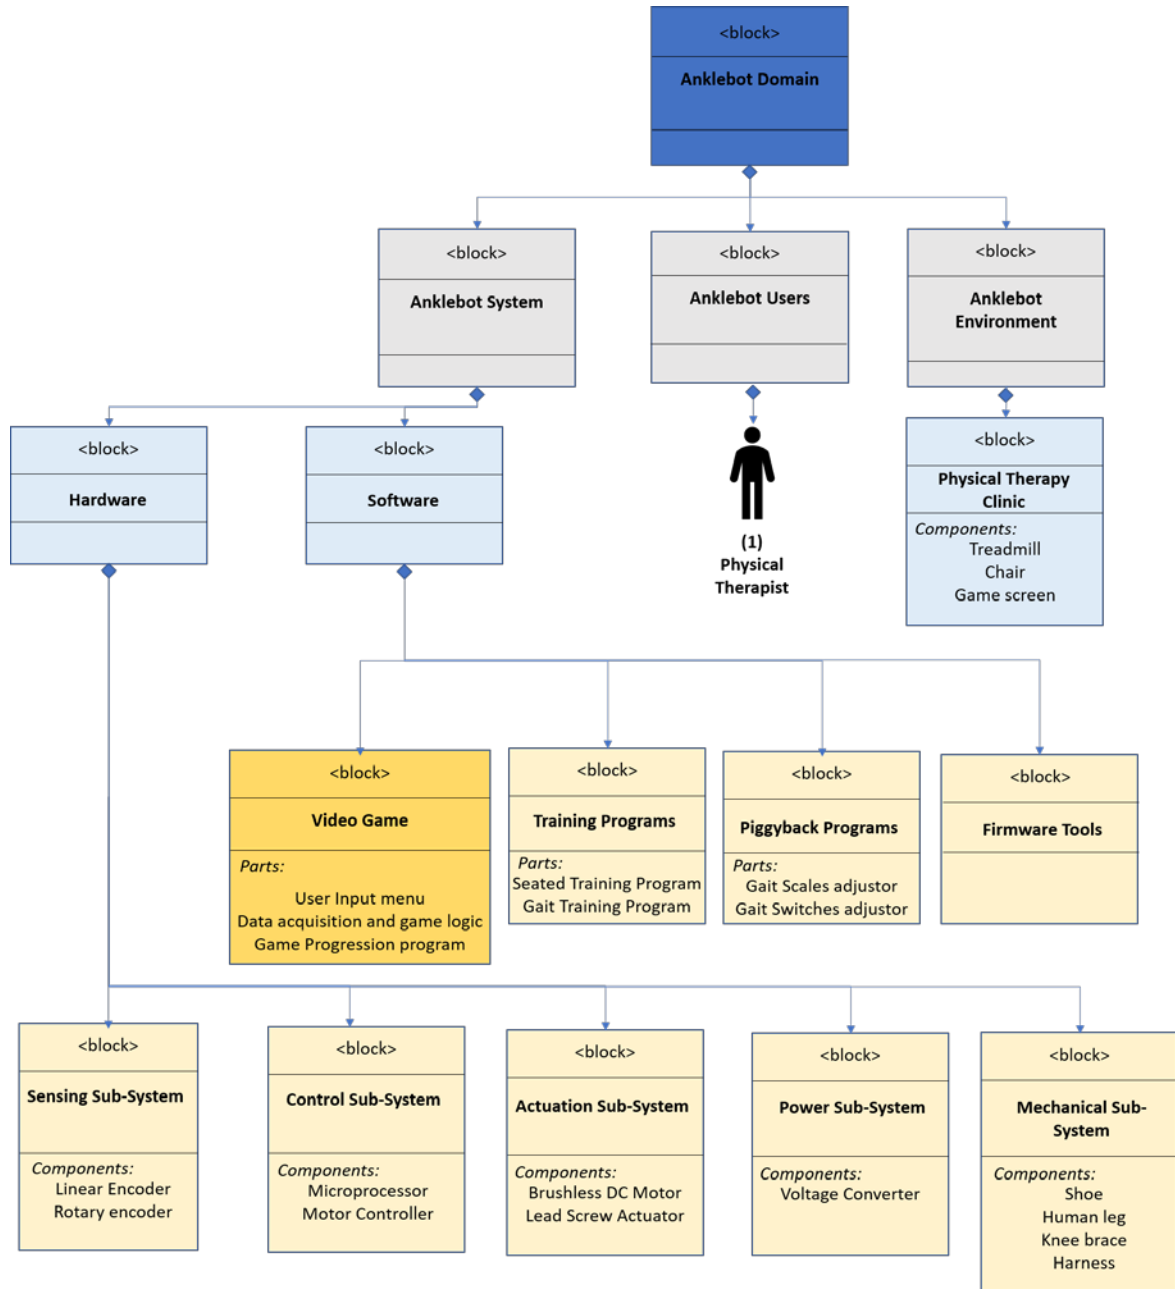 <block>
Anklebot Domain
<block>
Anklebot System
<block>
Anklebot Users
<block>
Anklebot
Environment
<block>
Hardware
<block>
Software
(1)
Physical
Therapist
<block>
Physical Therapy
Clinic
Components:
Treadmill
Chair
Game screen
<block>
Video Game
Parts:
User Input menu
Data acquisition and game logic
Game Progression program
<block>
Training Programs
Parts:
Seated Training Program
Gait Training Program
<block>
Piggyback Programs
Parts:
Gait Scales adjustor
Gait Switches adjustor
<block>
Firmware Tools
<block>
Sensing Sub-System
Components:
Linear Encoder
Rotary encoder
<block>
Control Sub-System
Components:
Microprocessor
Motor Controller
<block>
Actuation Sub-System
Components:
Brushless DC Motor
Lead Screw Actuator
<block>
Power Sub-System
Components:
Voltage Converter
<block>
Mechanical Sub-
System
Components:
Shoe
Human leg
Knee brace
Harness